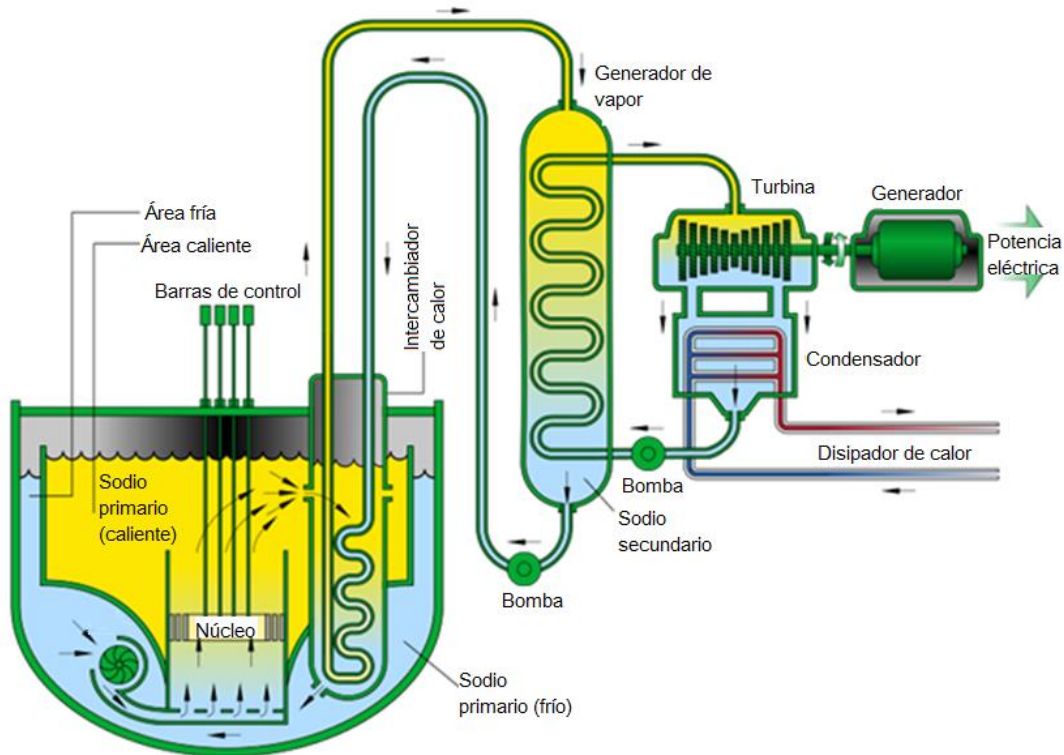 Generador de
vapor
Turbina
Generador
Potencia
eléctrica
Área fría
Área caliente
Barras de control
Intercambiador
de calor
Condensador
Disipador de calor
Bomba
Sodio
secundario
Bomba
Sodio
primario
(caliente)
Núcleo
Sodio
primario (frío)